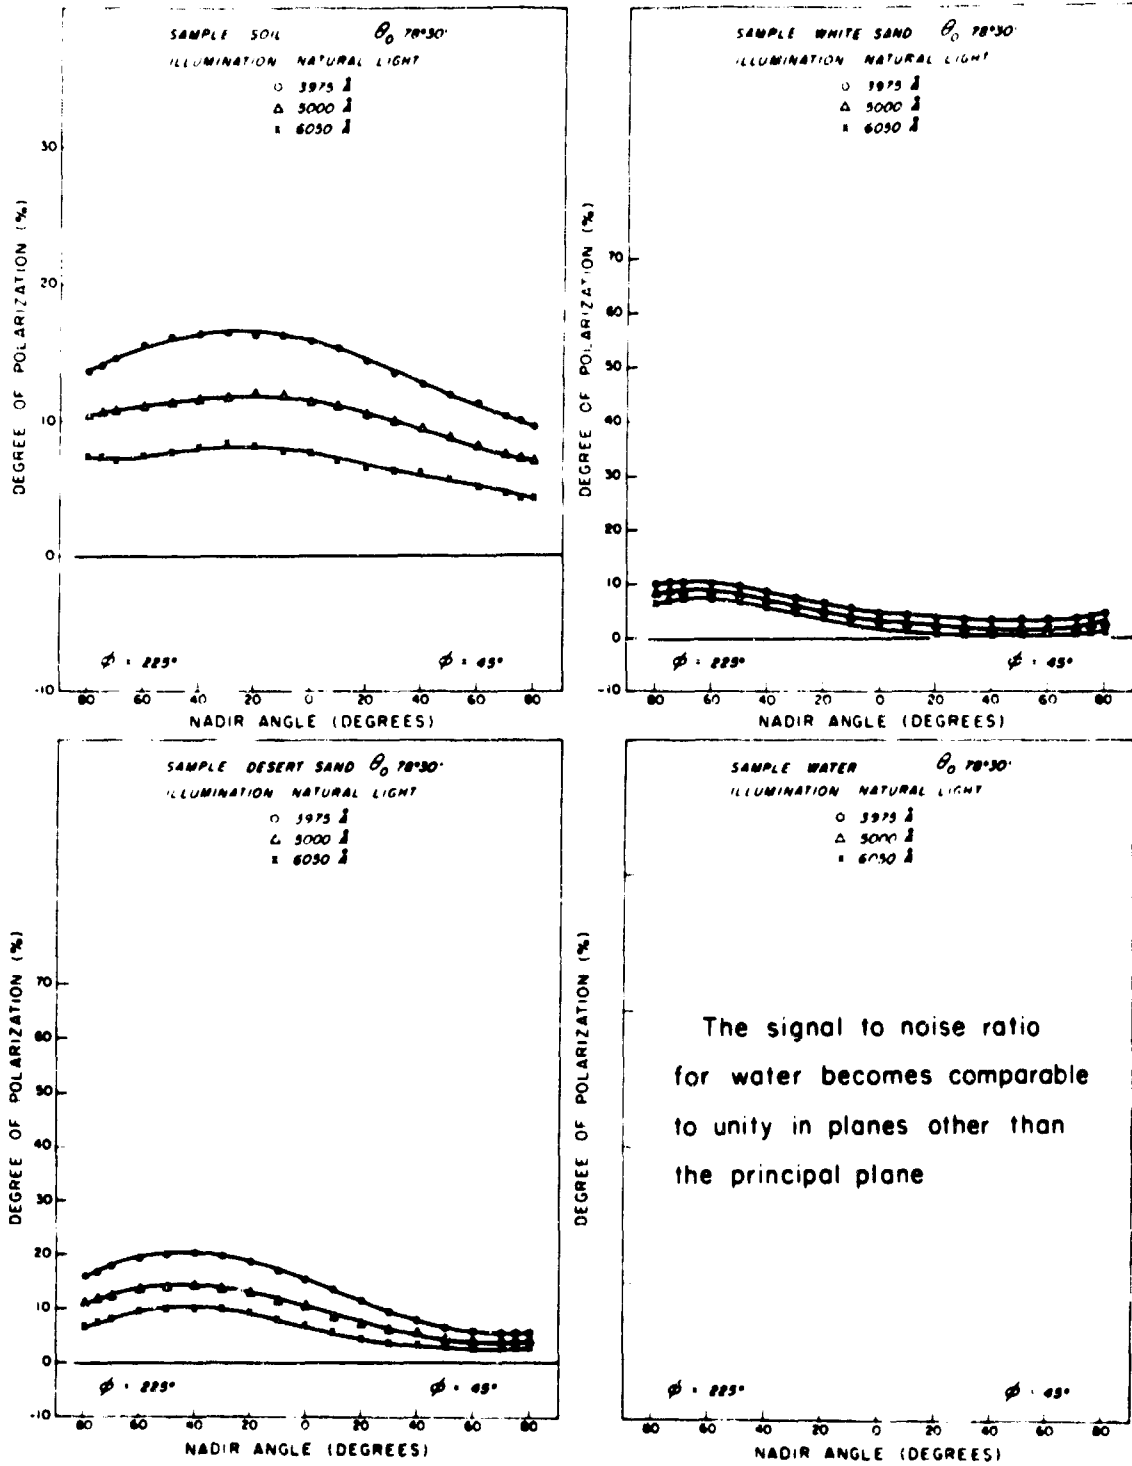 SAMPLE SOIL θ₀ 78°30'
ILLUMINATION NATURAL LIGHT
○ 3975 Å
△ 5000 Å
× 6050 Å
DEGREE OF POLARIZATION (%)
30
20
10
0
-10
ϕ = 225° ϕ = 45°
80 60 40 20 0 20 40 60 80
NADIR ANGLE (DEGREES)
SAMPLE WHITE SAND θ₀ 78°30'
ILLUMINATION NATURAL LIGHT
○ 3975 Å
△ 5000 Å
× 6050 Å
DEGREE OF POLARIZATION (%)
70
60
50
40
30
20
10
0
-10
ϕ = 225° ϕ = 45°
80 60 40 20 0 20 40 60 80
NADIR ANGLE (DEGREES)
SAMPLE DESERT SAND θ₀ 78°30'
ILLUMINATION NATURAL LIGHT
○ 3975 Å
△ 5000 Å
× 6050 Å
DEGREE OF POLARIZATION (%)
70
60
50
40
30
20
10
0
-10
ϕ = 225° ϕ = 45°
80 60 40 20 0 20 40 60 80
NADIR ANGLE (DEGREES)
SAMPLE WATER θ₀ 78°30'
ILLUMINATION NATURAL LIGHT
○ 3975 Å
△ 5000 Å
× 6050 Å
DEGREE OF POLARIZATION (%)
The signal to noise ratio
for water becomes comparable
to unity in planes other than
the principal plane
ϕ = 225° ϕ = 45°
80 60 40 20 0 20 40 60 80
NADIR ANGLE (DEGREES)